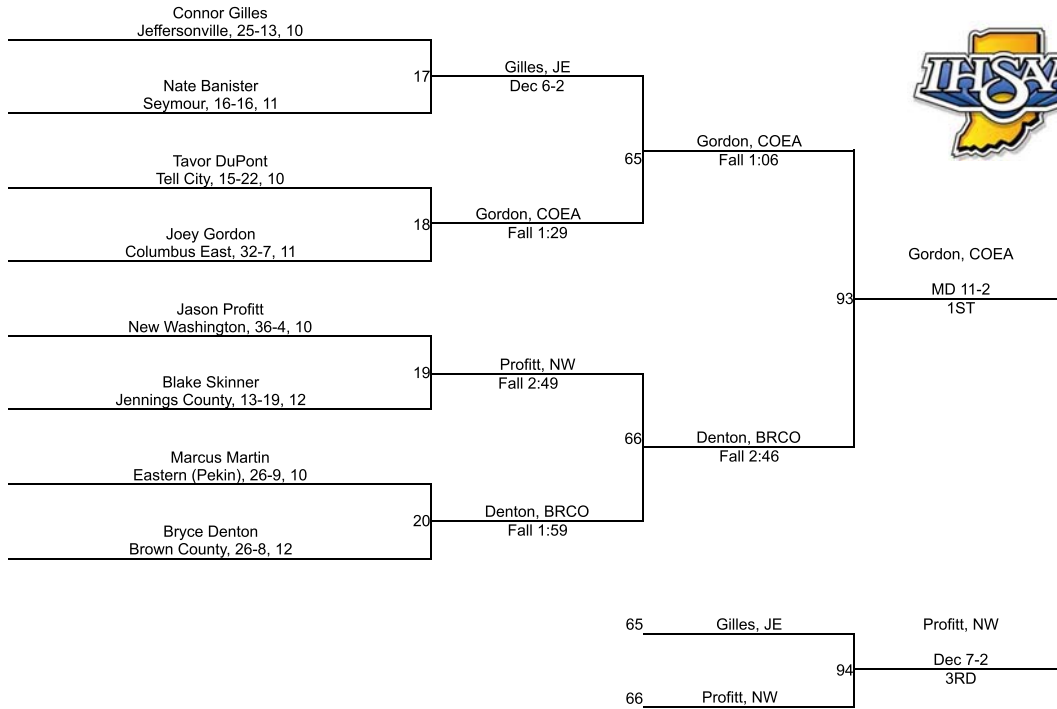 Connor Gilles
Jeffersonville, 25-13, 10
17
Nate Banister
Seymour, 16-16, 11
Gilles, JE
Dec 6-2
65
Tavor DuPont
Tell City, 15-22, 10
18
Joey Gordon
Columbus East, 32-7, 11
Gordon, COEA
Fall 1:29
Gordon, COEA
Fall 1:06
IHSAA
93
Gordon, COEA
MD 11-2
1ST
Jason Profitt
New Washington, 36-4, 10
19
Blake Skinner
Jennings County, 13-19, 12
Profitt, NW
Fall 2:49
66
Marcus Martin
Eastern (Pekin), 26-9, 10
20
Bryce Denton
Brown County, 26-8, 12
Denton, BRCO
Fall 1:59
Denton, BRCO
Fall 2:46
65
Gilles, JE
94
66
Profitt, NW
Profitt, NW
Dec 7-2
3RD